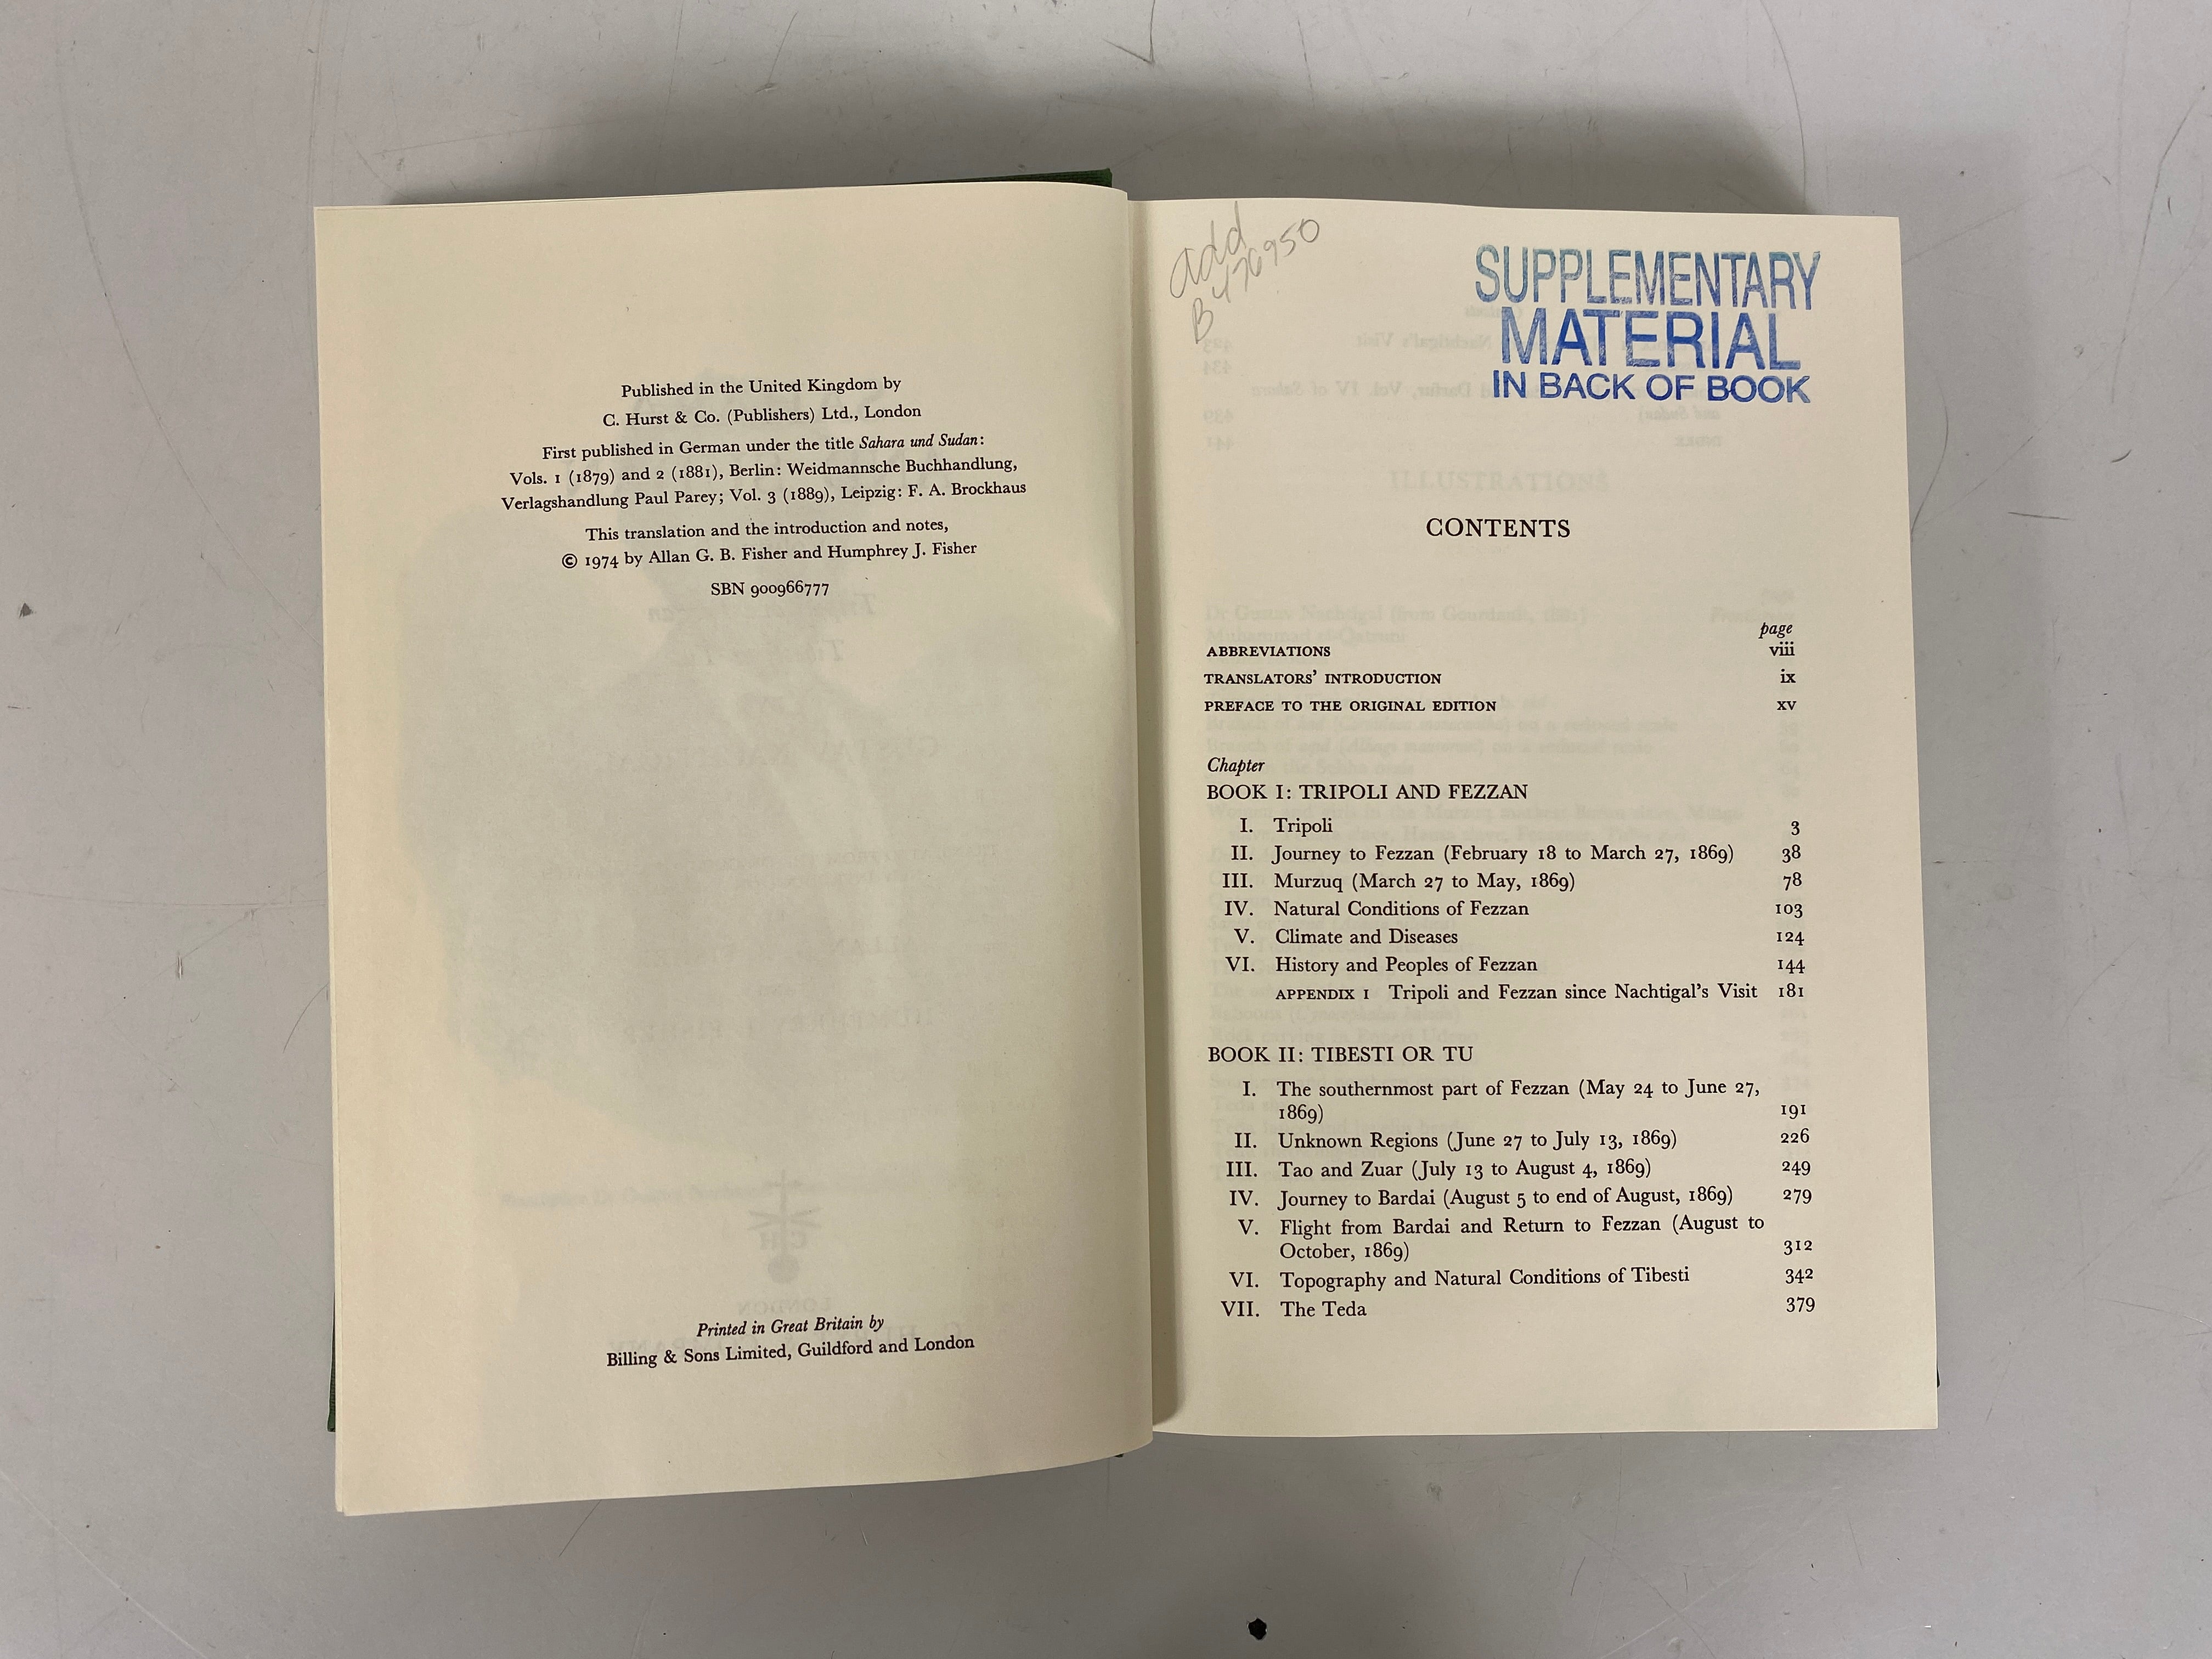 Published in the United Kingdom by
C. Hurst & Co. (Publishers) Ltd., London
First published in German under the title Sahara und Sudan:
Vols. 1 (1879) and 2 (1881), Berlin: Weidmannsche Buchhandlung,
Verlagshandlung Paul Parey; Vol. 3 (1889), Leipzig: F. A. Brockhaus
This translation and the introduction and notes,
© 1974 by Allan G. B. Fisher and Humphrey J. Fisher
SBN 900966777
Printed in Great Britain by
Billing & Sons Limited, Guildford and London
add
B 476950
SUPPLEMENTARY
MATERIAL
IN BACK OF BOOK
CONTENTS
page
ABBREVIATIONS viii
TRANSLATORS' INTRODUCTION ix
PREFACE TO THE ORIGINAL EDITION xv
Chapter
BOOK I: TRIPOLI AND FEZZAN
I. Tripoli 3
II. Journey to Fezzan (February 18 to March 27, 1869) 38
III. Murzuq (March 27 to May, 1869) 78
IV. Natural Conditions of Fezzan 103
V. Climate and Diseases 124
VI. History and Peoples of Fezzan 144
APPENDIX I Tripoli and Fezzan since Nachtigal's Visit 181
BOOK II: TIBESTI OR TU
I. The southernmost part of Fezzan (May 24 to June 27,
1869) 191
II. Unknown Regions (June 27 to July 13, 1869) 226
III. Tao and Zuar (July 13 to August 4, 1869) 249
IV. Journey to Bardai (August 5 to end of August, 1869) 279
V. Flight from Bardai and Return to Fezzan (August to
October, 1869) 312
VI. Topography and Natural Conditions of Tibesti 342
VII. The Teda 379